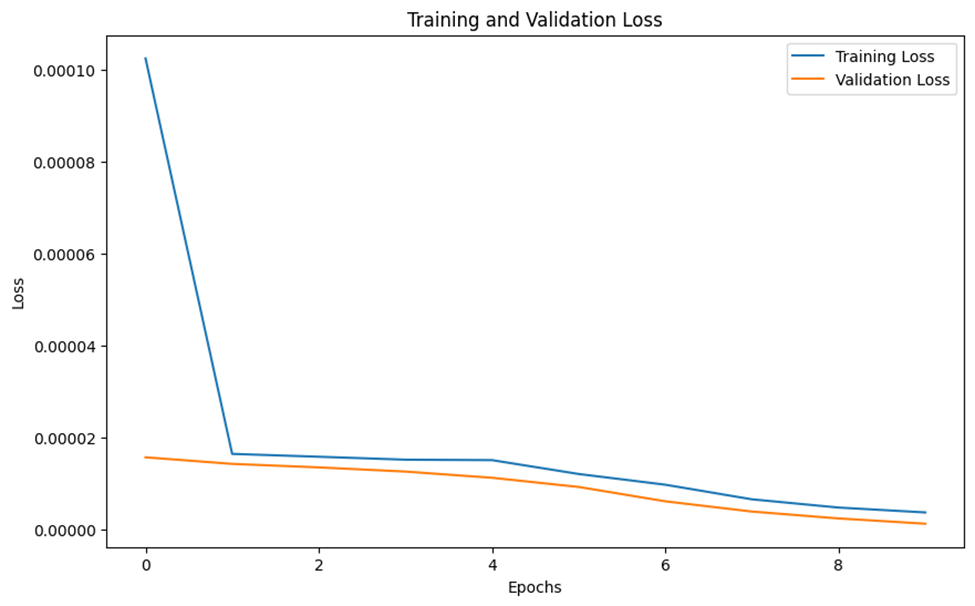 Training and Validation Loss
Training Loss
Validation Loss
0.00010
0.00008
0.00006
0.00004
0.00002
0.00000
Loss
0 2 4 6 8
Epochs